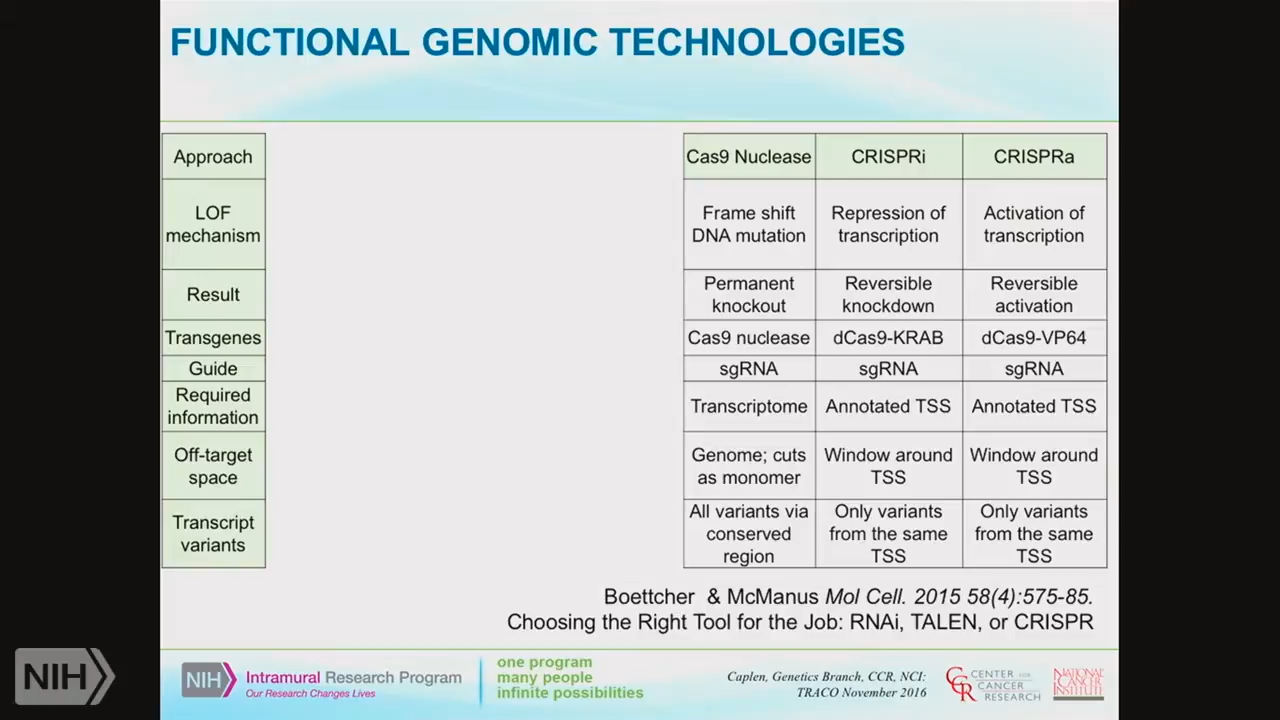 FUNCTIONAL GENOMIC TECHNOLOGIES
Approach
Cas9 Nuclease
CRISPRi
CRISPRa
LOF
mechanism
Frame shift
DNA mutation
Repression of
transcription
Activation of
transcription
Result
Permanent
knockout
Reversible
knockdown
Reversible
activation
Transgenes
Cas9 nuclease
dCas9-KRAB
dCas9-VP64
Guide
sgRNA
sgRNA
sgRNA
Required
information
Transcriptome
Annotated TSS
Annotated TSS
Off-target
space
Genome; cuts
as monomer
Window around
TSS
Window around
TSS
Transcript
variants
All variants via
conserved
region
Only variants
from the same
TSS
Only variants
from the same
TSS
Boettcher & McManus Mol Cell. 2015 58(4):575-85.
Choosing the Right Tool for the Job: RNAi, TALEN, or CRISPR
NIH
NIH
Intramural Research Program
Our Research Changes Lives
one program
many people
infinite possibilities
Caplen, Genetics Branch, CCR, NCI:
TRACO November 2016
CCR
CENTER FOR
CANCER
RESEARCH
NATIONAL
CANCER
INSTITUTE